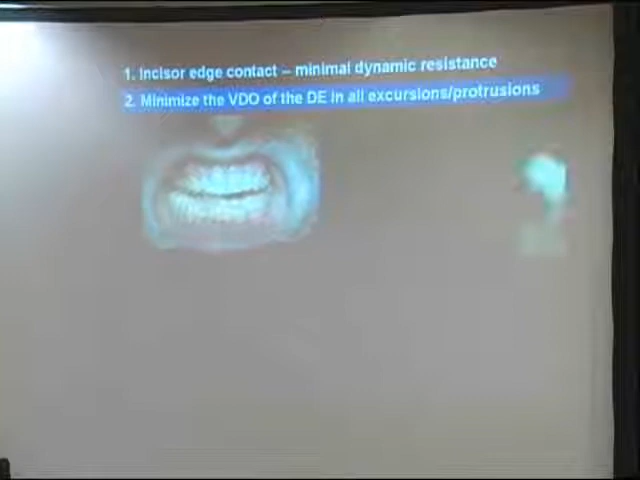 1. Incisor edge contact – minimal dynamic resistance
2. Minimize the VDO of the DE in all excursions/protrusions